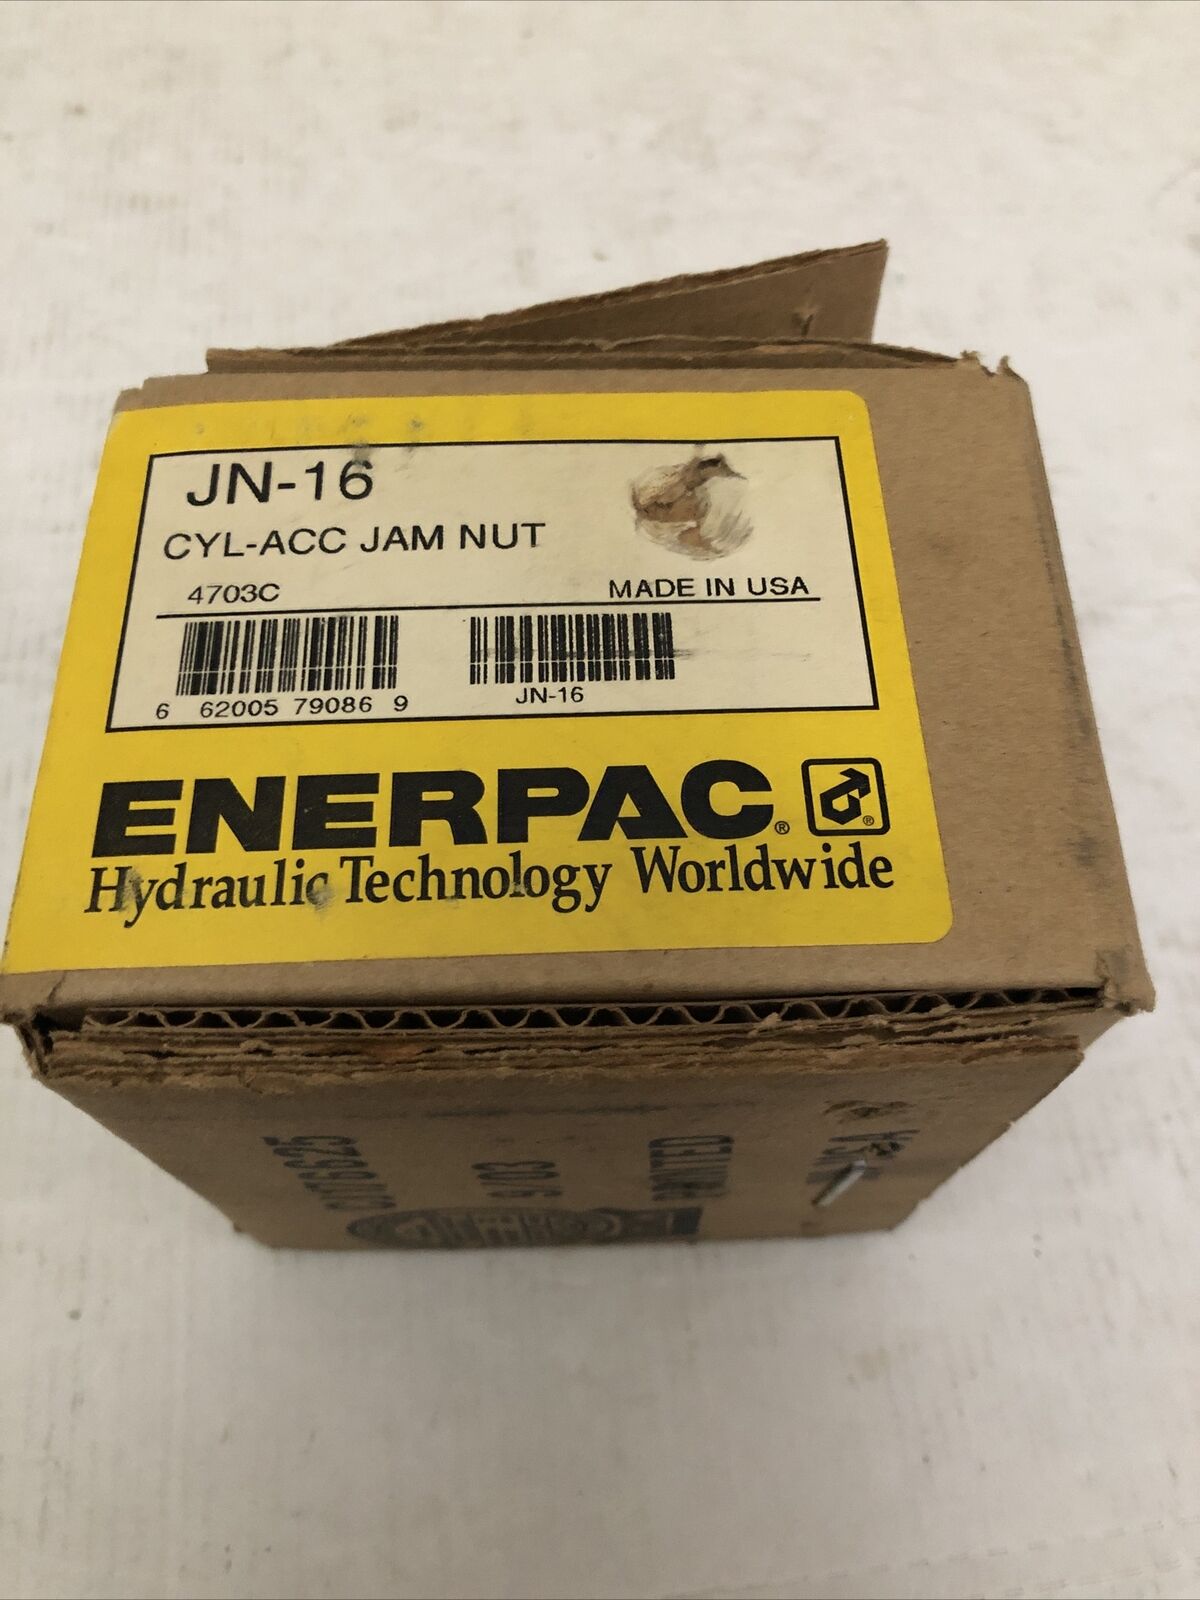 JN-16
CYL-ACC JAM NUT
4703C MADE IN USA
6 62005 79086 9
JN-16
ENERPAC®
Hydraulic Technology Worldwide